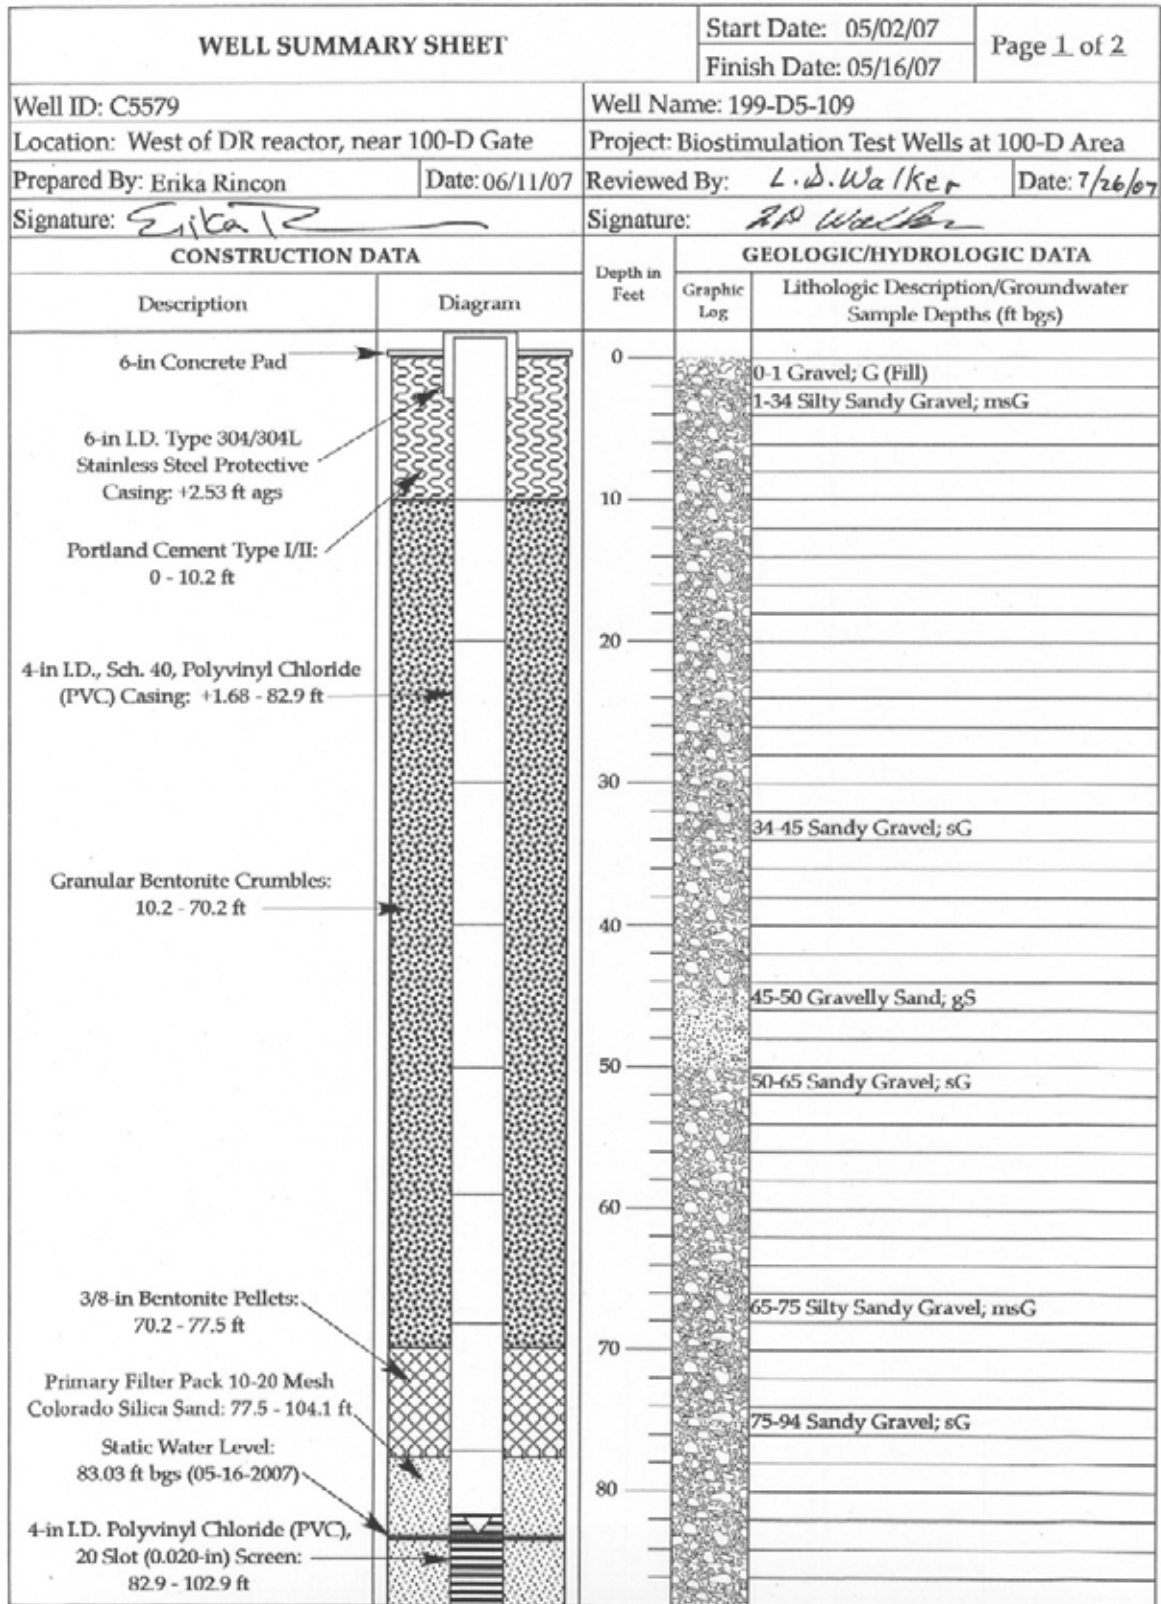 WELL SUMMARY SHEET
Start Date: 05/02/07
Finish Date: 05/16/07
Page 1 of 2
Well ID: C5579
Well Name: 199-D5-109
Location: West of DR reactor, near 100-D Gate
Project: Biostimulation Test Wells at 100-D Area
Prepared By: Erika Rincon
Date: 06/11/07
Reviewed By: L.D. Walker
Date: 7/26/07
Signature: Erika R
Signature: LD Walker
CONSTRUCTION DATA
Depth in
Feet
GEOLOGIC/HYDROLOGIC DATA
Description
Diagram
Graphic
Log
Lithologic Description/Groundwater
Sample Depths (ft bgs)
6-in Concrete Pad
0
0-1 Gravel; G (Fill)
1-34 Silty Sandy Gravel; msG
6-in I.D. Type 304/304L
Stainless Steel Protective
Casing: +2.53 ft ags
10
Portland Cement Type I/II:
0 - 10.2 ft
20
4-in I.D., Sch. 40, Polyvinyl Chloride
(PVC) Casing: +1.68 - 82.9 ft
30
34-45 Sandy Gravel; sG
Granular Bentonite Crumbles:
10.2 - 70.2 ft
40
45-50 Gravelly Sand; gS
50
50-65 Sandy Gravel; sG
60
3/8-in Bentonite Pellets:
70.2 - 77.5 ft
65-75 Silty Sandy Gravel; msG
70
Primary Filter Pack 10-20 Mesh
Colorado Silica Sand: 77.5 - 104.1 ft
75-94 Sandy Gravel; sG
Static Water Level:
83.03 ft bgs (05-16-2007)
80
4-in I.D. Polyvinyl Chloride (PVC),
20 Slot (0.020-in) Screen:
82.9 - 102.9 ft